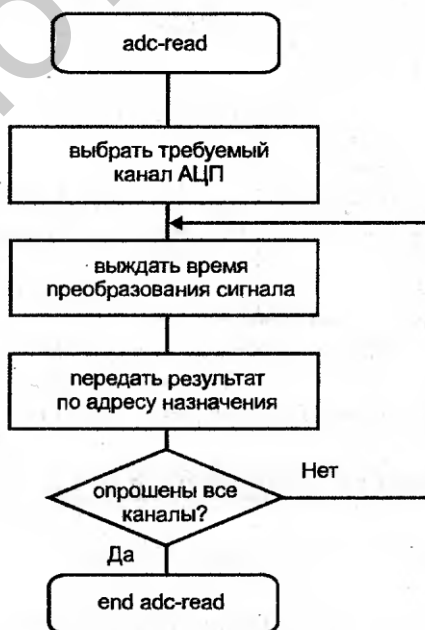 adc-read
выбрать требуемый
канал АЦП
выждать время
преобразования сигнала
передать результат
по адресу назначения
опрошены все
каналы?
Нет
Да
end adc-read